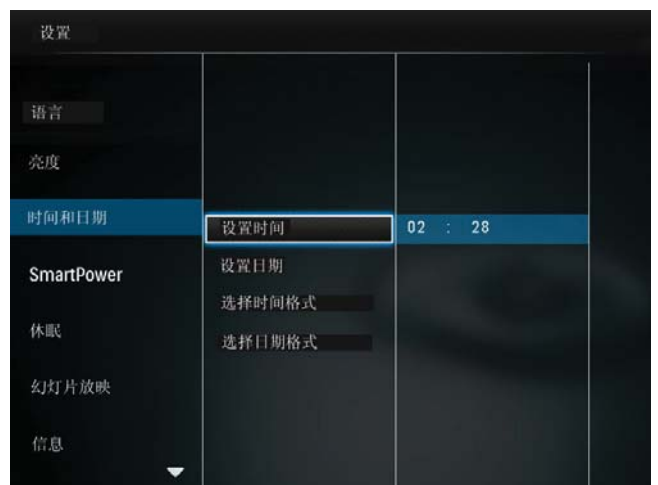 设置
语言
亮度
时间和日期
SmartPower
休眠
幻灯片放映
信息
设置时间
02 : 28
设置日期
选择时间格式
选择日期格式